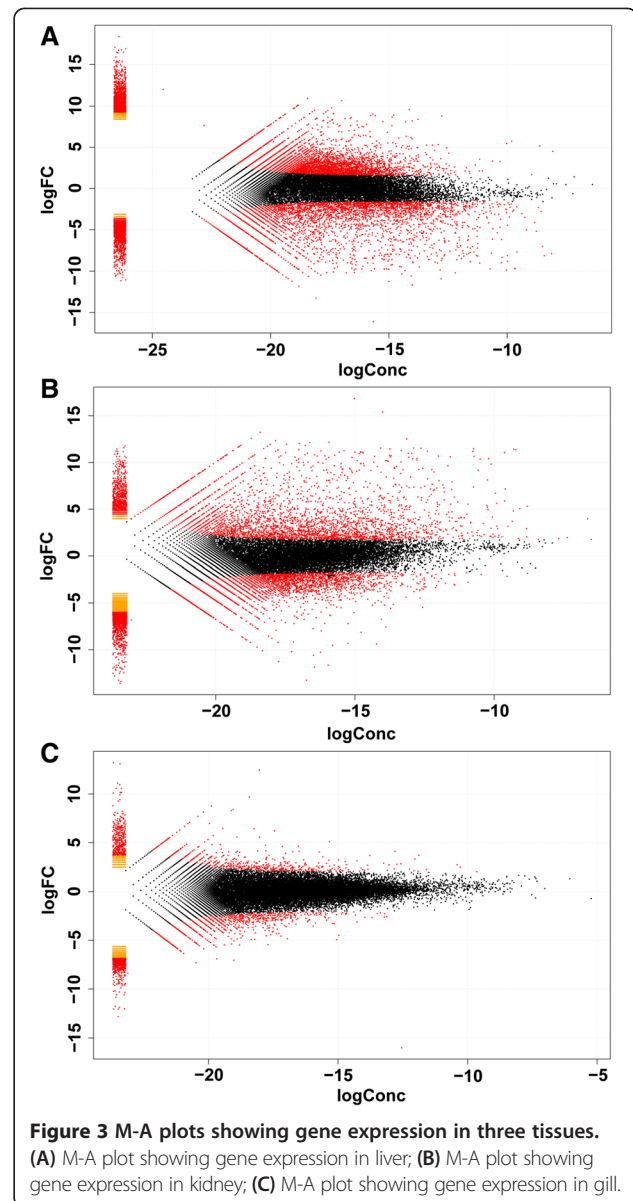 A
15
10
5
0
−5
−10
−15
logFC
−25 −20 −15 −10
logConc
B
15
10
5
0
−5
−10
logFC
−20 −15 −10
logConc
C
10
5
0
−5
−10
−15
logFC
−20 −15 −10 −5
logConc
Figure 3 M-A plots showing gene expression in three tissues.
(A) M-A plot showing gene expression in liver; (B) M-A plot showing
gene expression in kidney; (C) M-A plot showing gene expression in gill.